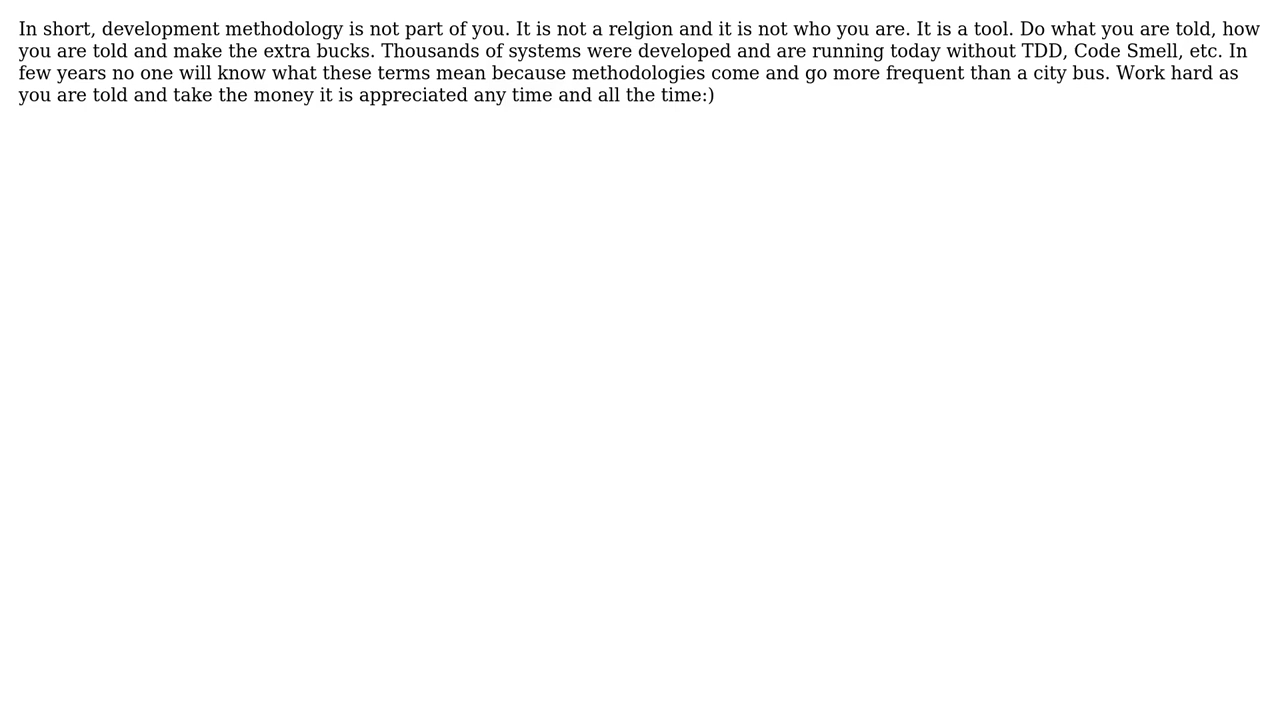 In short, development methodology is not part of you. It is not a relgion and it is not who you are. It is a tool. Do what you are told, how
you are told and make the extra bucks. Thousands of systems were developed and are running today without TDD, Code Smell, etc. In
few years no one will know what these terms mean because methodologies come and go more frequent than a city bus. Work hard as
you are told and take the money it is appreciated any time and all the time:)